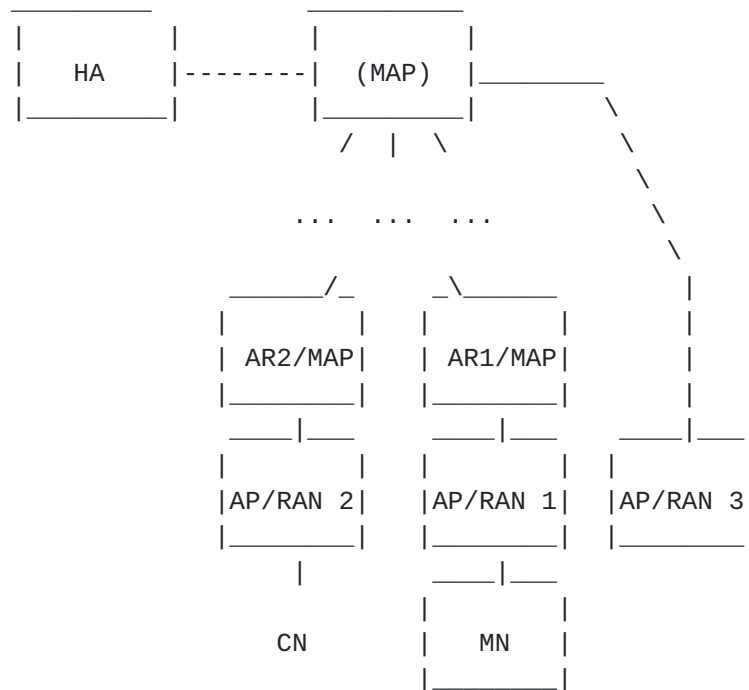 HA (MAP)
... ... ...
AR2/MAP AR1/MAP
AP/RAN 2 AP/RAN 1 AP/RAN 3
CN MN